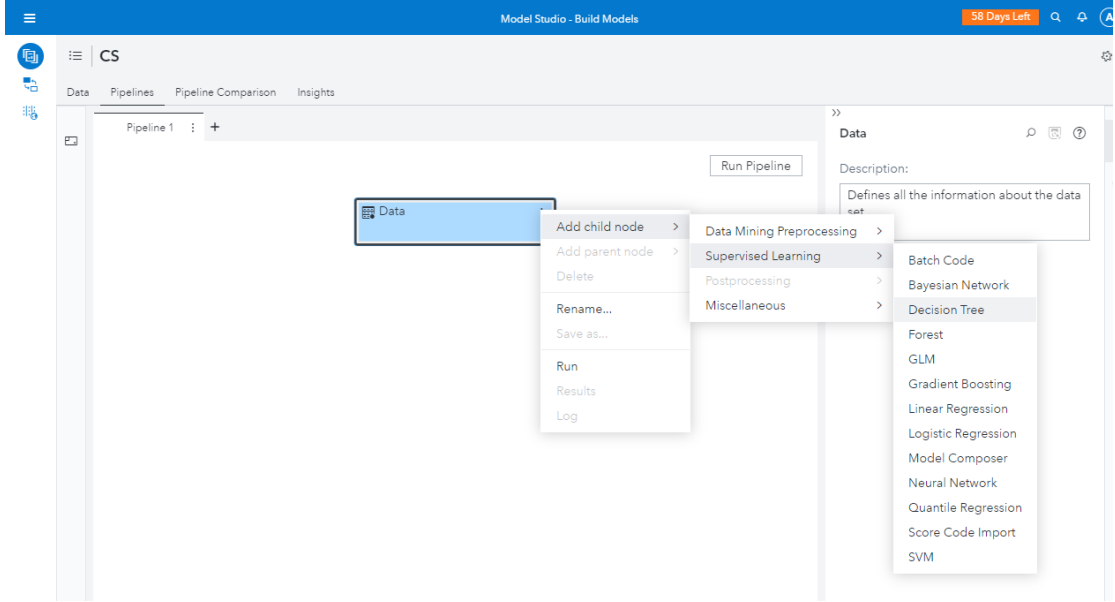 Model Studio - Build Models
58 Days Left
A
CS
Data Pipelines Pipeline Comparison Insights
Pipeline 1 +
Data
Run Pipeline
Description:
Defines all the information about the data
set
Data
Add child node
Add parent node
Delete
Rename...
Save as...
Run
Results
Log
Data Mining Preprocessing
Supervised Learning
Postprocessing
Miscellaneous
Batch Code
Bayesian Network
Decision Tree
Forest
GLM
Gradient Boosting
Linear Regression
Logistic Regression
Model Composer
Neural Network
Quantile Regression
Score Code Import
SVM